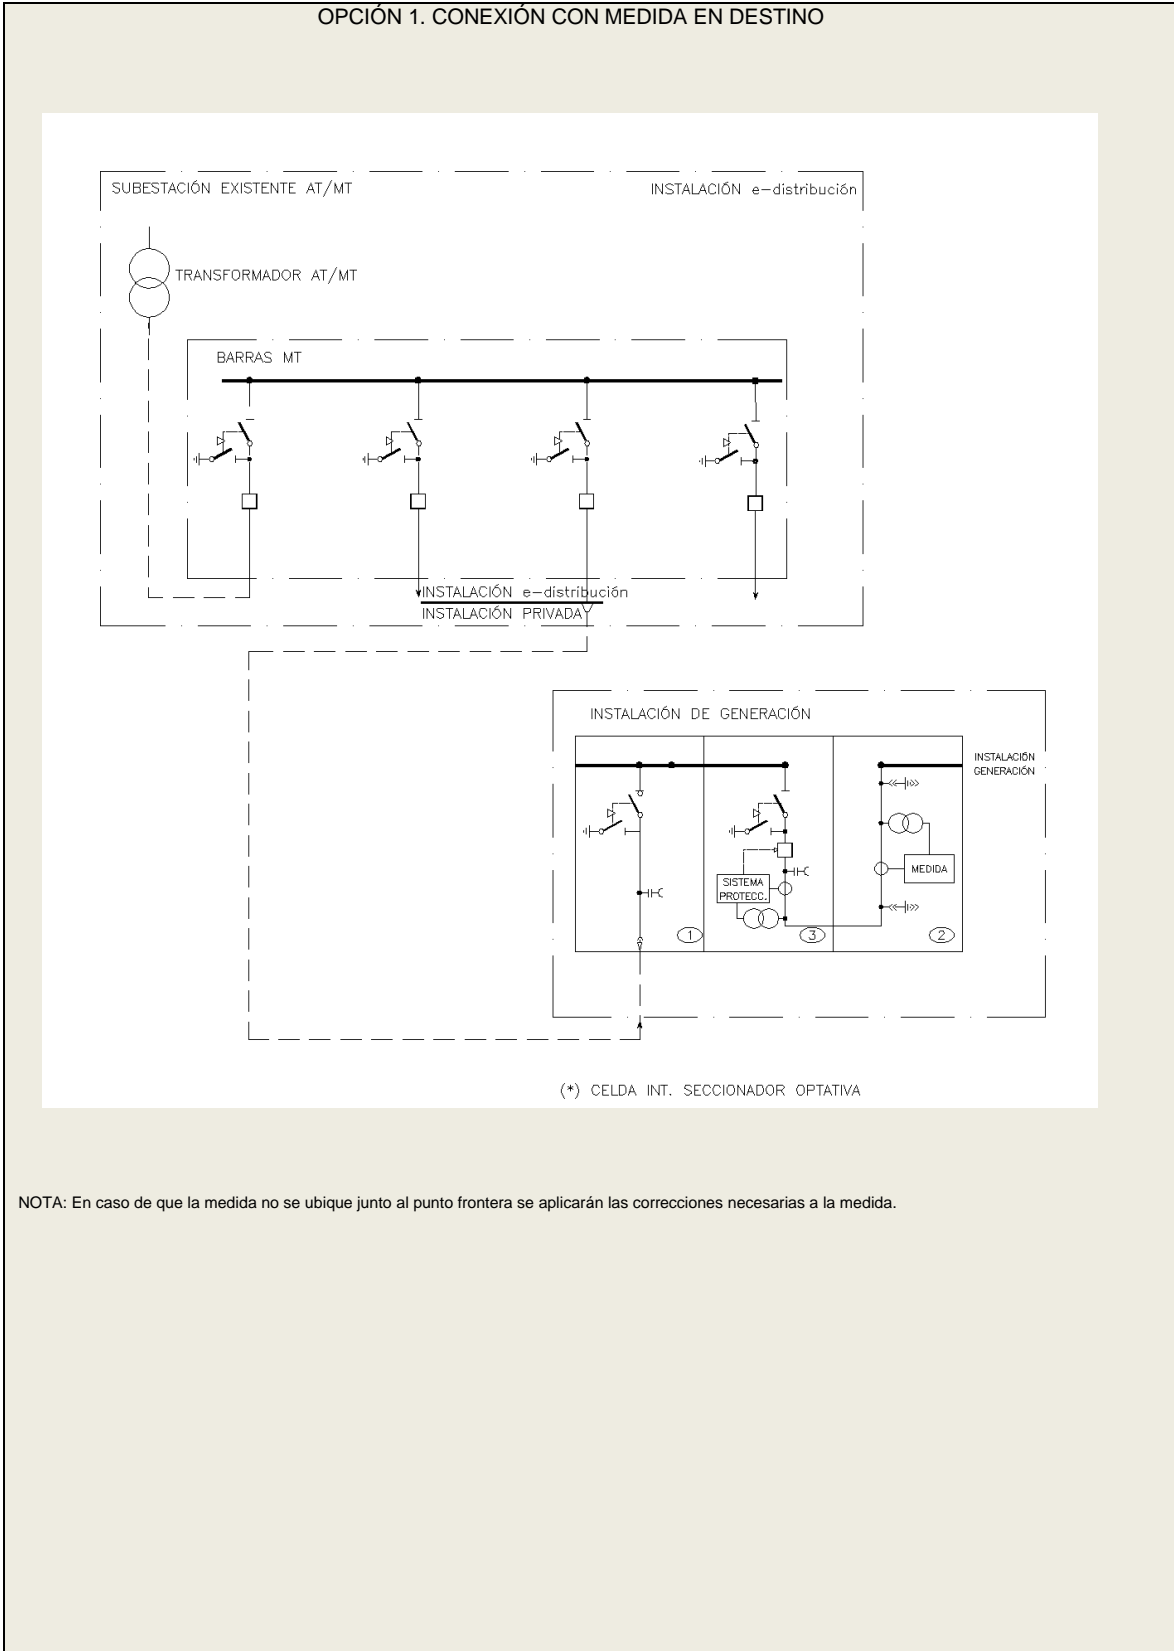 OPCIÓN 1. CONEXIÓN CON MEDIDA EN DESTINO
SUBESTACIÓN EXISTENTE AT/MT
INSTALACIÓN e-distribución
TRANSFORMADOR AT/MT
BARRAS MT
INSTALACIÓN e-distribución
INSTALACIÓN PRIVADA
INSTALACIÓN DE GENERACIÓN
INSTALACIÓN
GENERACIÓN
MEDIDA
SISTEMA
PROTECC.
1
3
2
(*) CELDA INT. SECCIONADOR OPTATIVA
NOTA: En caso de que la medida no se ubique junto al punto frontera se aplicarán las correcciones necesarias a la medida.